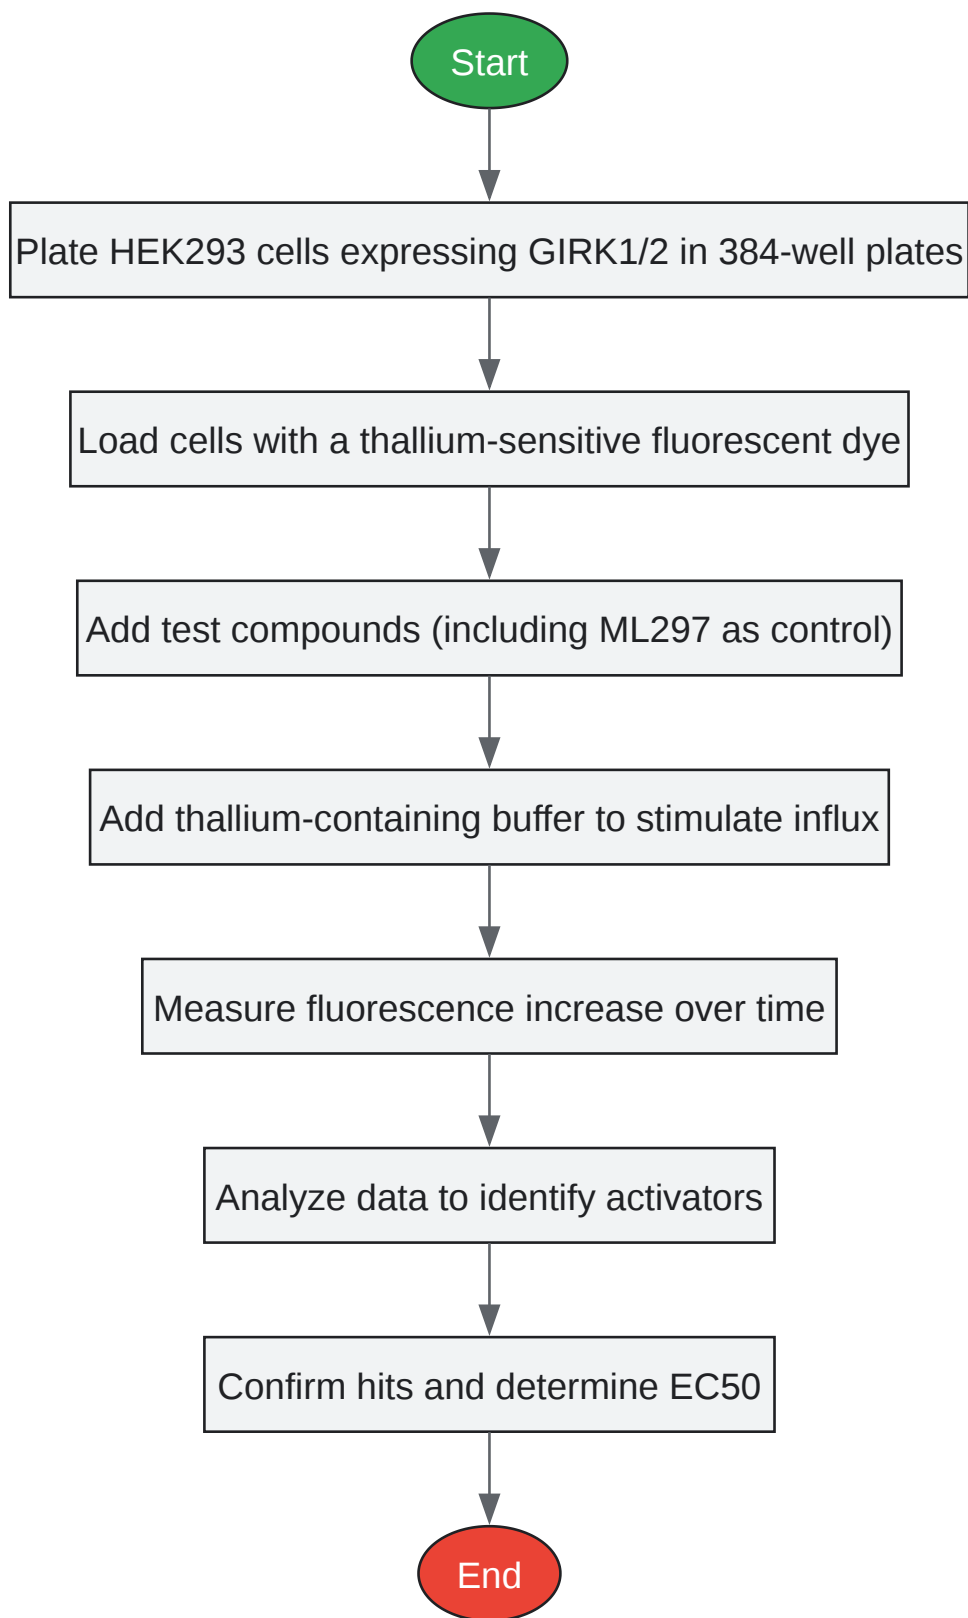 Start
Plate HEK293 cells expressing GIRK1/2 in 384-well plates
Load cells with a thallium-sensitive fluorescent dye
Add test compounds (including ML297 as control)
Add thallium-containing buffer to stimulate influx
Measure fluorescence increase over time
Analyze data to identify activators
Confirm hits and determine EC50
End